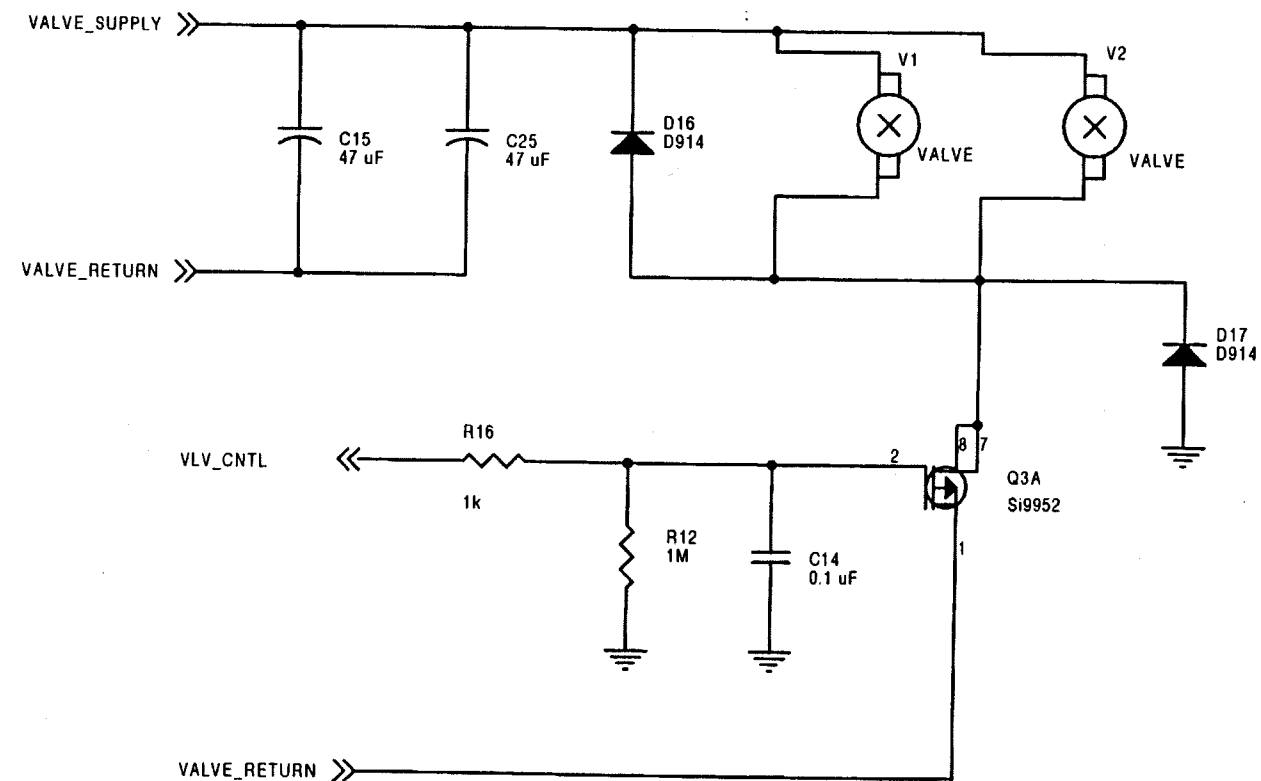 VALVE_SUPPLY
V1
V2
C15
47 uF
C25
47 uF
D16
D914
VALVE
VALVE
VALVE_RETURN
D17
D914
R16
VLV_CNTL
1k
2
8
7
Q3A
Si9952
R12
1M
C14
0.1 uF
1
VALVE_RETURN